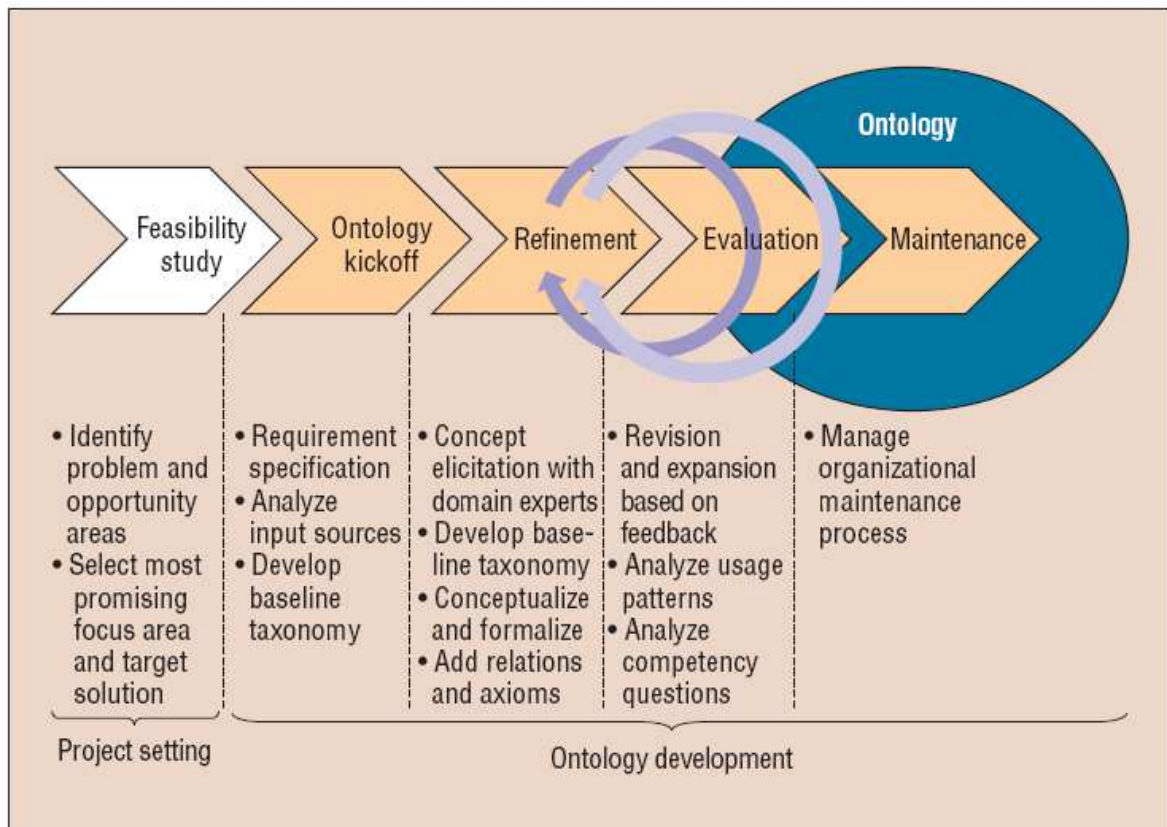 Ontology
Feasibility
study
Ontology
kickoff
Refinement
Evaluation
Maintenance
• Identify
problem and
opportunity
areas
• Select most
promising
focus area
and target
solution
• Requirement
specification
• Analyze
input sources
• Develop
baseline
taxonomy
• Concept
elicitation with
domain experts
• Develop base-
line taxonomy
• Conceptualize
and formalize
• Add relations
and axioms
• Revision
and expansion
based on
feedback
• Analyze usage
patterns
• Analyze
competency
questions
• Manage
organizational
maintenance
process
Project setting
Ontology development